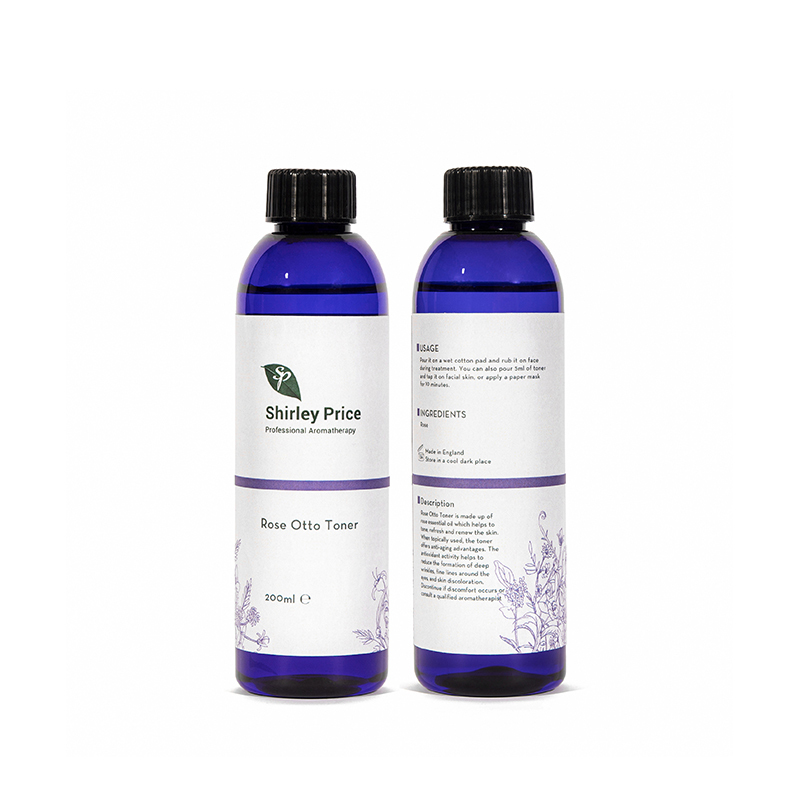 SP
Shirley Price
Professional Aromatherapy
Rose Otto Toner
200ml ℮
USAGE
Pour it on a wet cotton pad and rub it on face
during treatment. You can also pour 5ml of toner
and tap it on facial skin, or apply a paper mask
for 10 minutes.
INGREDIENTS
Rose
Made in England
Store in a cool dark place
Description
Rose Otto Toner is made up of
rose essential oil which helps to
tone, refresh and renew the skin.
When topically used, the toner
offers anti-aging advantages. The
antioxidant activity helps to
reduce the formation of deep
wrinkles, fine lines around the
eyes, and skin discoloration.
Discontinue if discomfort occurs or
consult a qualified aromatherapist